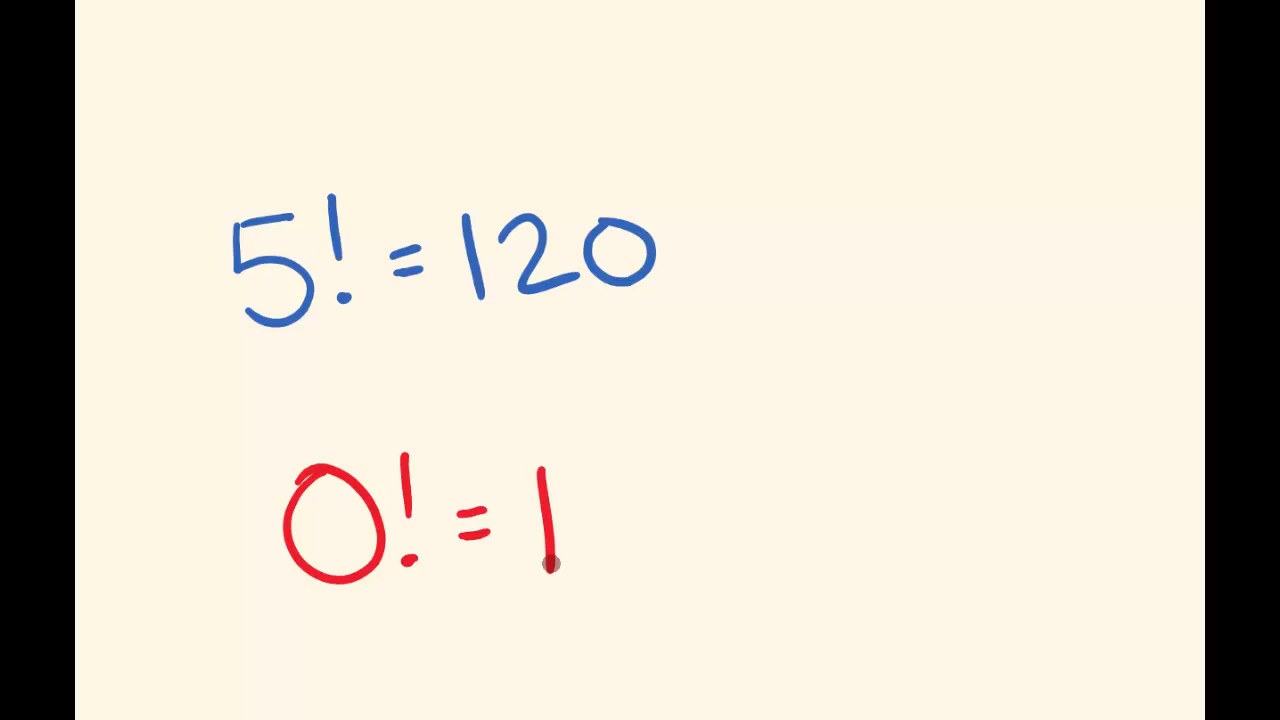 5! = 120
0! = 1